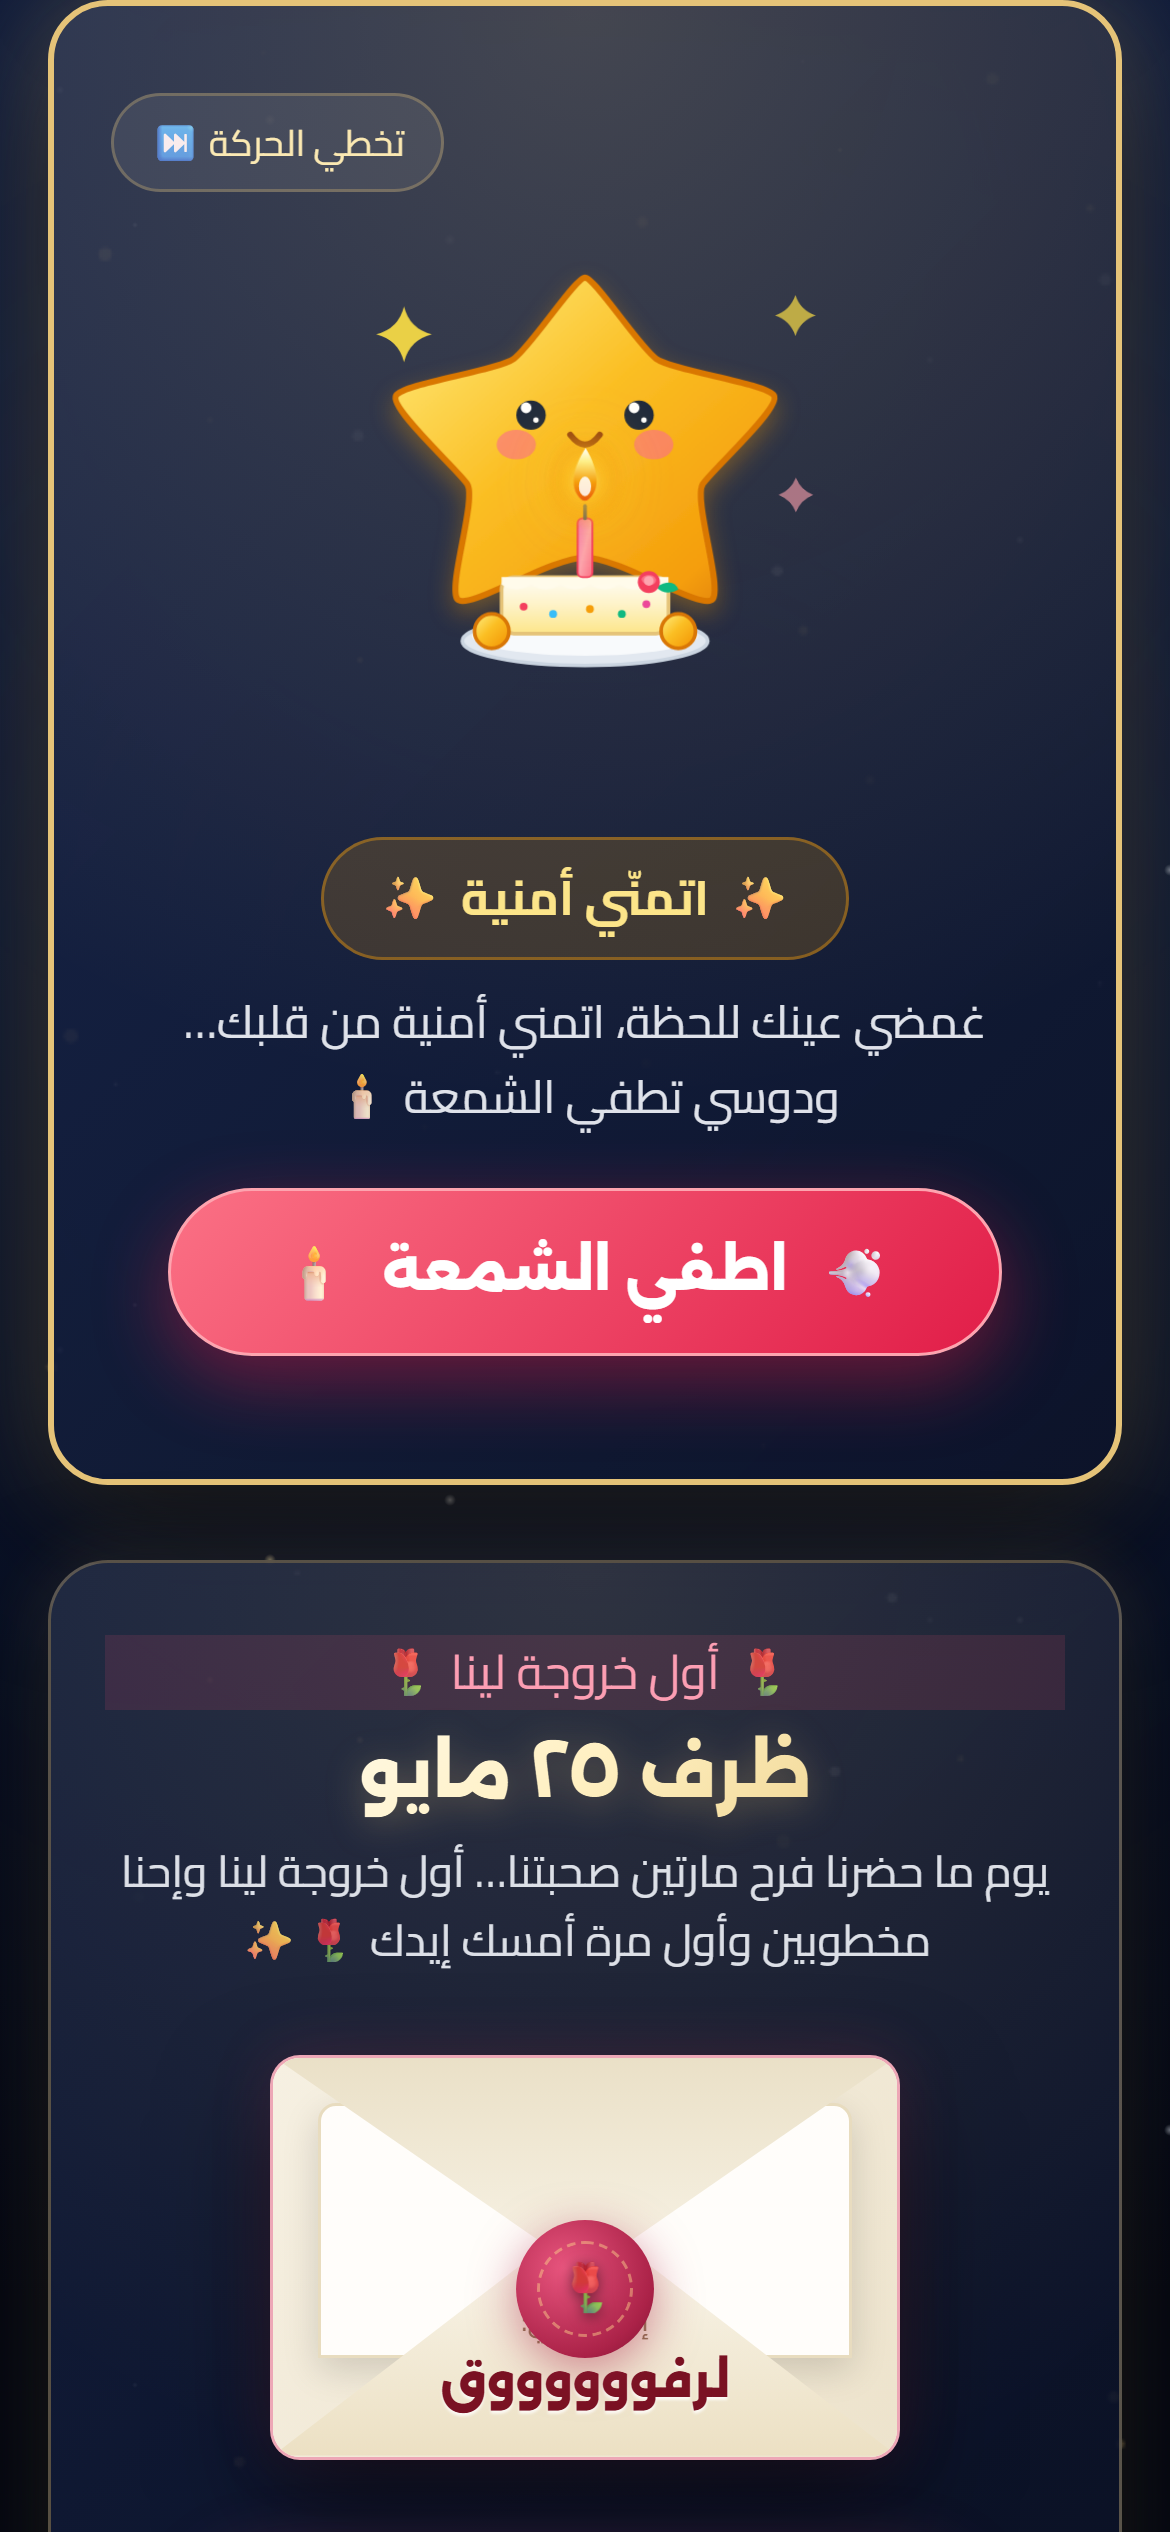 تخطي الحركة ⏭️
✨ اتمنّي أمنية ✨
غمضي عينك للحظة، اتمني أمنية من قلبك...
ودوسي تطفي الشمعة 🕯️
💨 اطفي الشمعة 🕯️
🌹 أول خروجة لينا 🌹
ظرف ٢٥ مايو
يوم ما حضرنا فرح مارتين صحبتنا... أول خروجة لينا وإحنا
مخطوبين وأول مرة أمسك إيدك 🌹 ✨
لرفوووووووق